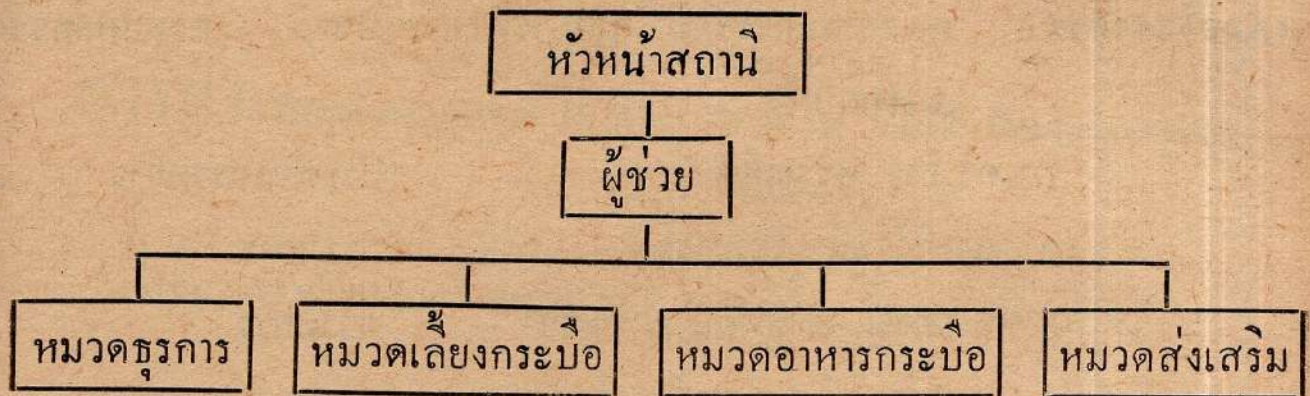 หัวหน้าสถานี
ผู้ช่วย
หมวดธุรการ หมวดเลี้ยงกระบือ หมวดอาหารกระบือ หมวดส่งเสริม